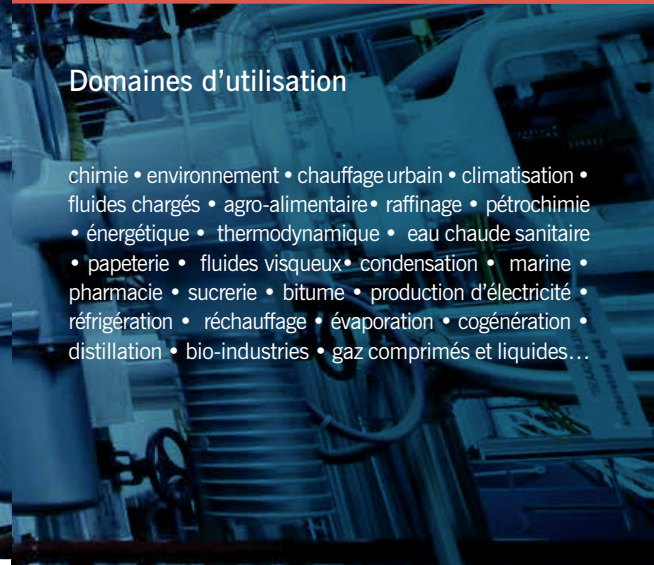 Domaines d'utilisation
chimie • environnement • chauffage urbain • climatisation •
fluides chargés • agro-alimentaire• raffinage • pétrochimie
• énergétique • thermodynamique • eau chaude sanitaire
• papeterie • fluides visqueux• condensation • marine •
pharmacie • sucrerie • bitume • production d'électricité •
réfrigération • réchauffage • évaporation • cogénération •
distillation • bio-industries • gaz comprimés et liquides…